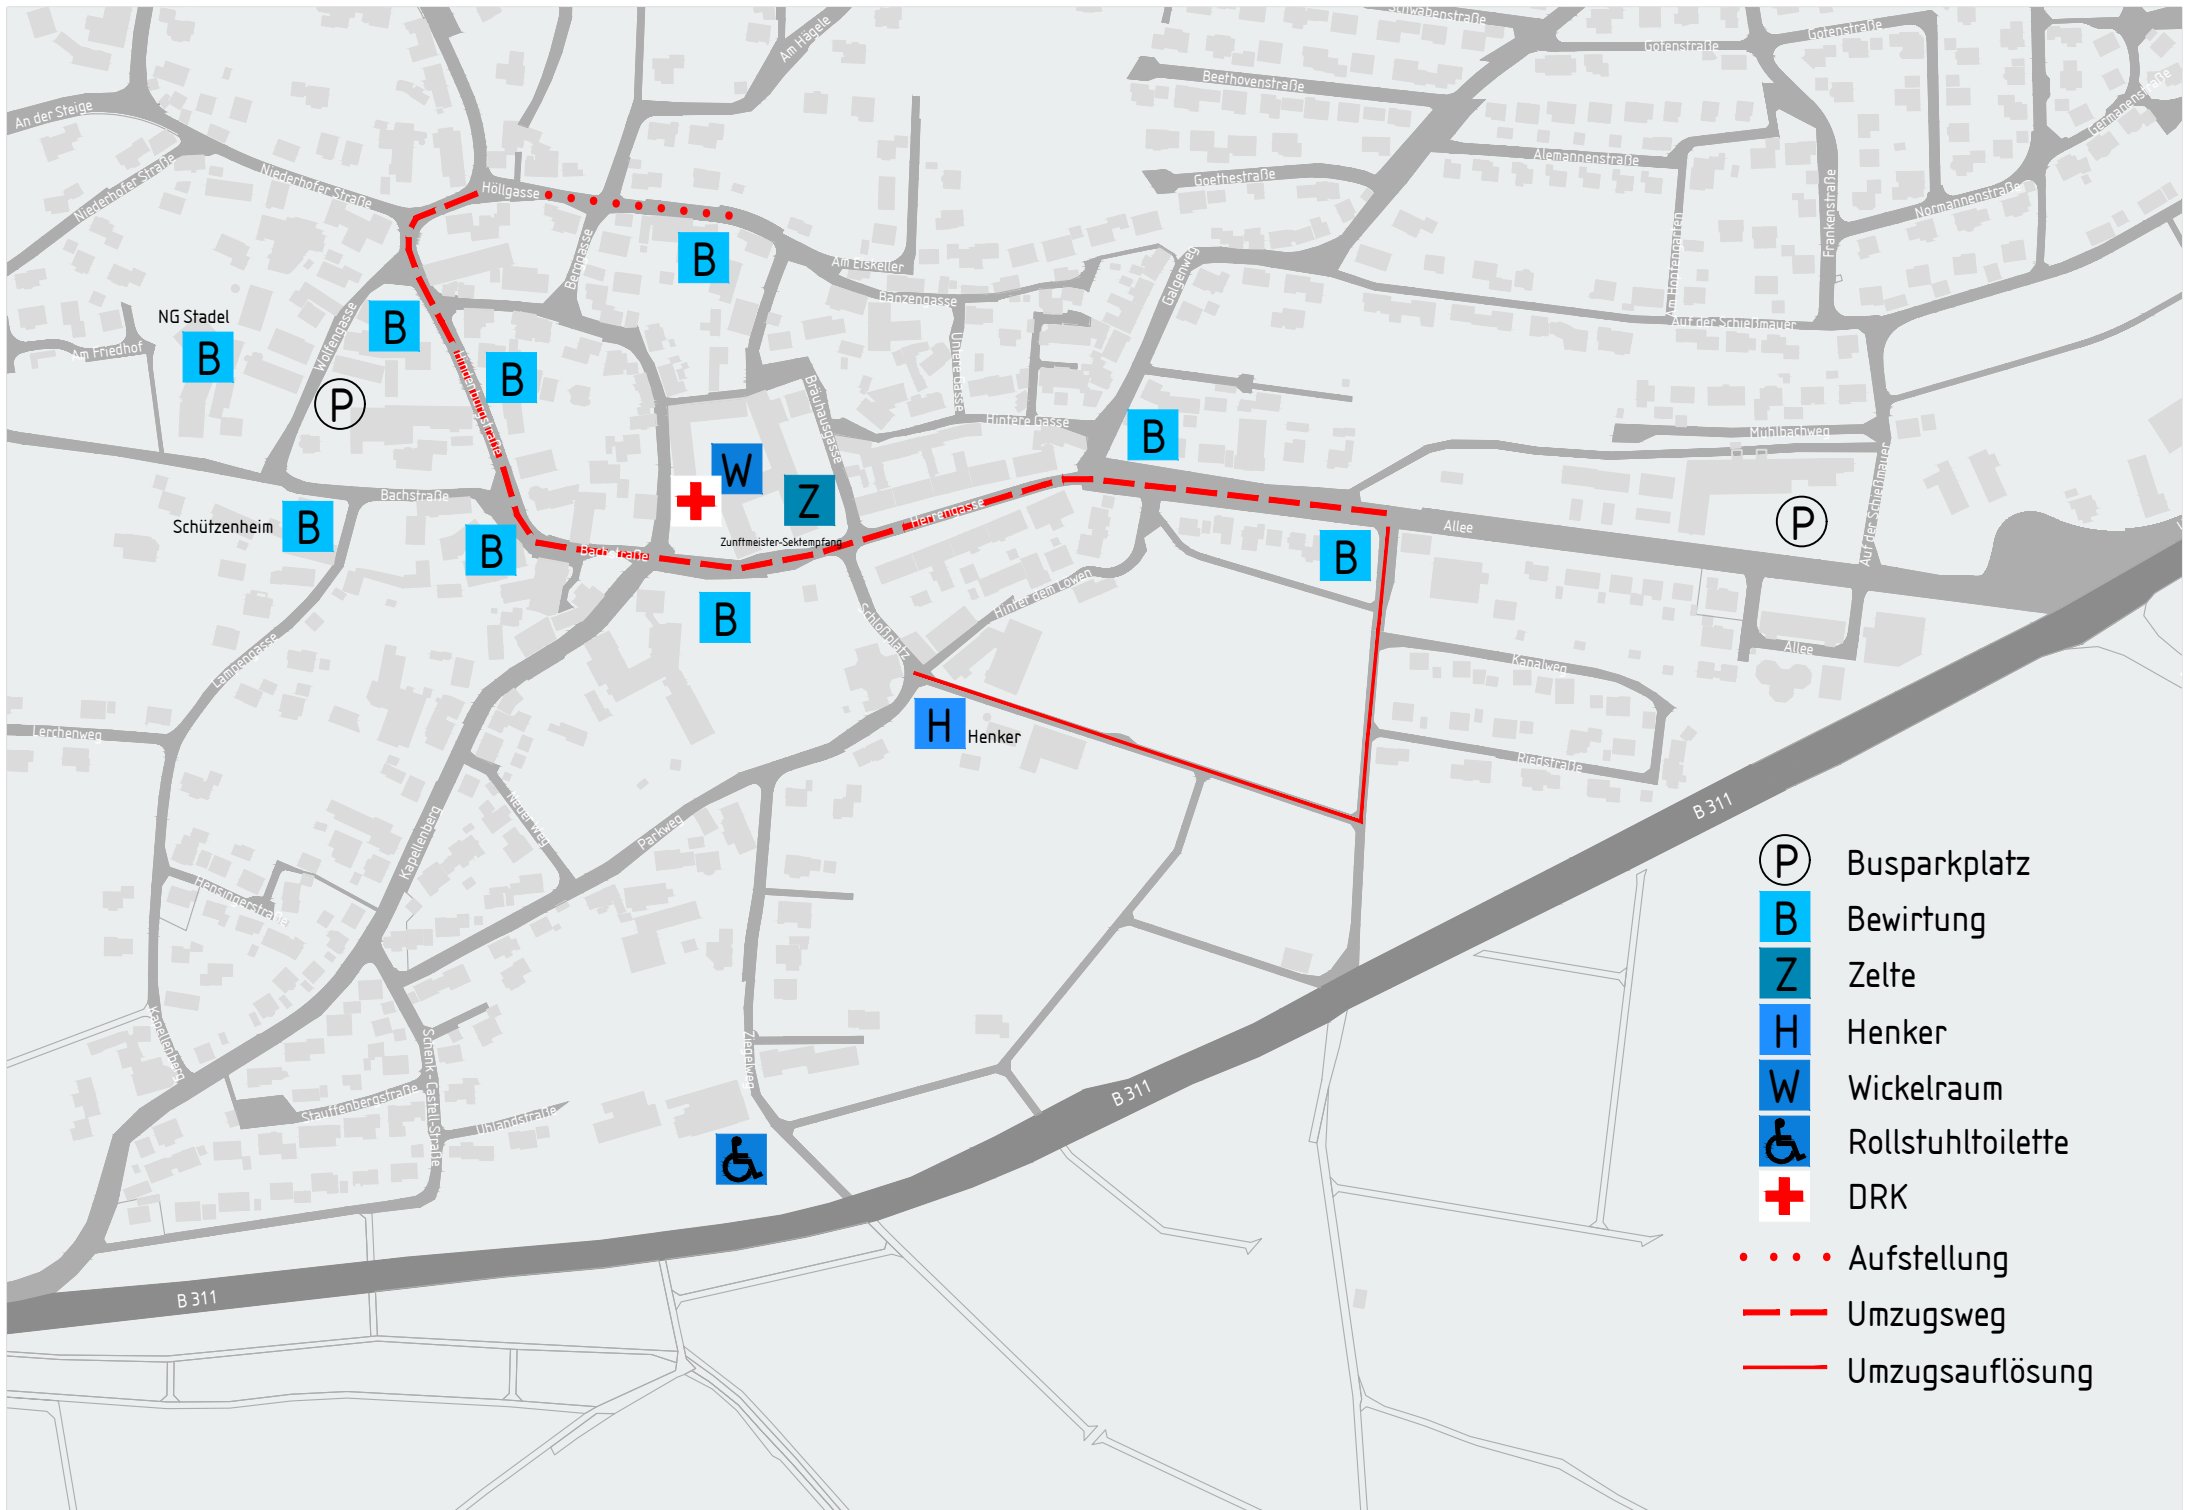 Schwabenstraße
Gotenstraße
Gotenstraße
Am Hägele
Beethovenstraße
Germanenstraße
An der Steige
Niederhofer Straße
Niederhofer Straße
Höllgasse
Goethestraße
Alemannenstraße
Normannenstraße
Frankenstraße
Am Hopfengarten
Berggasse
B
Am Eiskeller
Galgenweg
Banzengasse
NG Stadel
B
Am Friedhof
Wolfengasse
B
Hindenburgstraße
B
P
Untere Gasse
Bräuhausgasse
Hintere Gasse
B
Auf der Schießmauer
Mühlbachweg
Auf der Schießmauer
W
Z
Zunftmeister-Sektempfang
Herrengasse
Allee
P
Bachstraße
Schützenheim
B
B
Bachstraße
B
B
Schloßplatz
Hinter dem Löwen
Kanalweg
Allee
Lampengasse
Lerchenweg
H
Henker
Riedstraße
B 311
Neuer Weg
Parkweg
Kapellenberg
Bensingerstraße
Kapellenberg
Schenk-Castell-Straße
Stauffenbergstraße
Uhlandstraße
Ziegelweg
B 311
B 311
P Busparkplatz
B Bewirtung
Z Zelte
H Henker
W Wickelraum
Rollstuhltoilette
DRK
Aufstellung
Umzugsweg
Umzugsauflösung